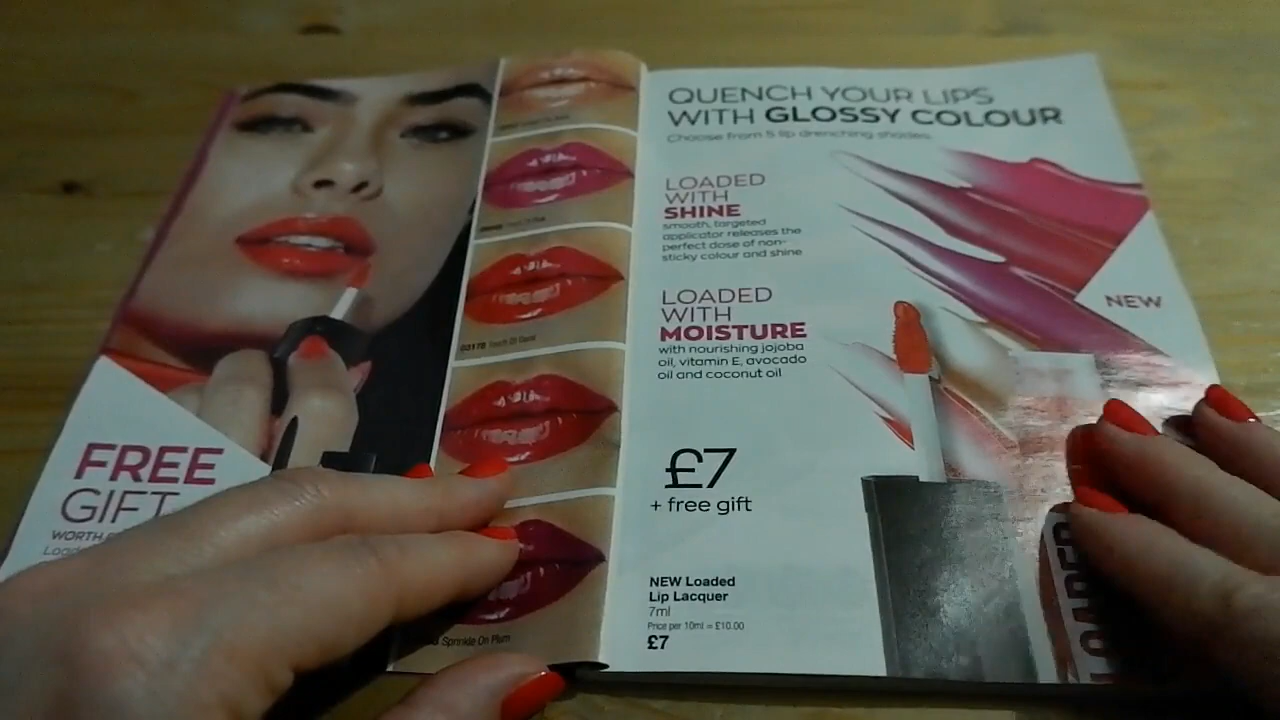 FREE
GIFT
WORTH
Sprinkle On Plum
QUENCH YOUR LIPS
WITH GLOSSY COLOUR
Choose from 5 lip drenching shades.
LOADED
WITH
SHINE
smooth, targeted
applicator releases the
perfect dose of non-
sticky colour and shine
LOADED
WITH
MOISTURE
with nourishing jojoba
oil, vitamin E, avocado
oil and coconut oil
NEW
£7
+ free gift
NEW Loaded
Lip Lacquer
7ml
Price per 10ml = £10.00
£7
LOADED